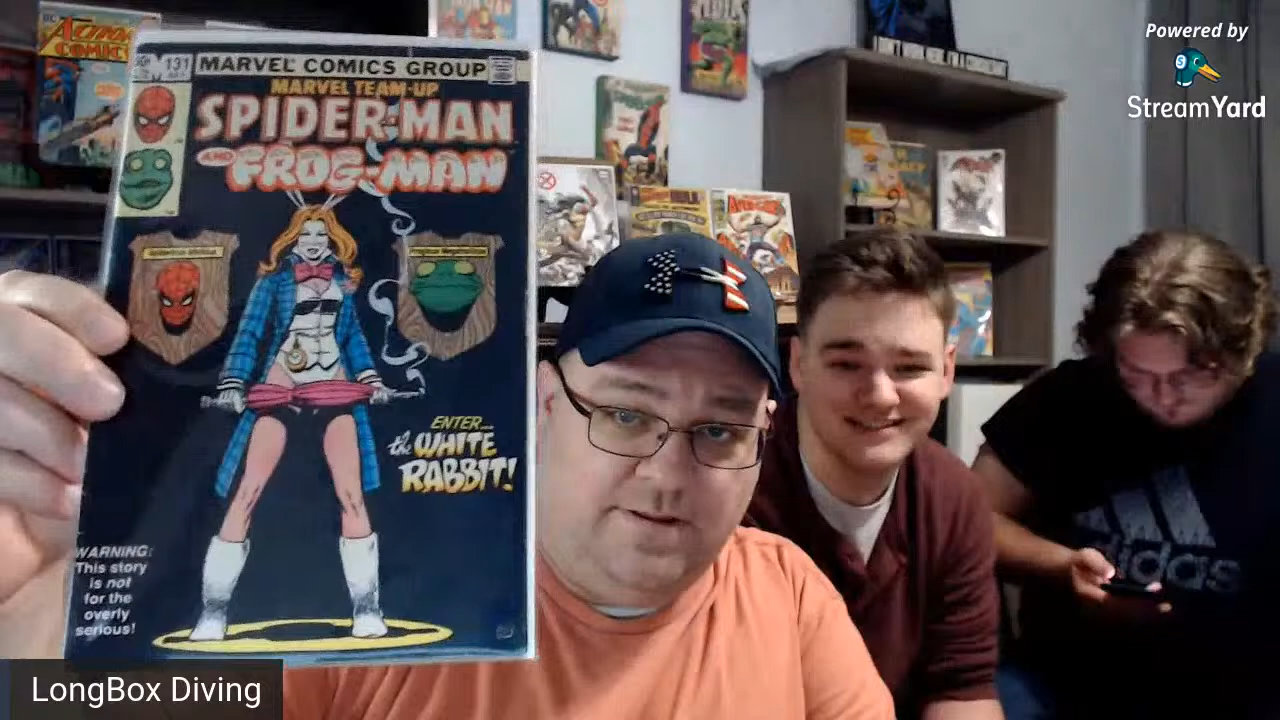 Powered by
StreamYard
ACTION
COMICS
131
MARVEL COMICS GROUP
MARVEL TEAM-UP
SPIDER-MAN
AND
FROG-MAN
ENTER...
the WHITE
RABBIT!
WARNING:
This story
is not
for the
overly
serious!
adidas
LongBox Diving